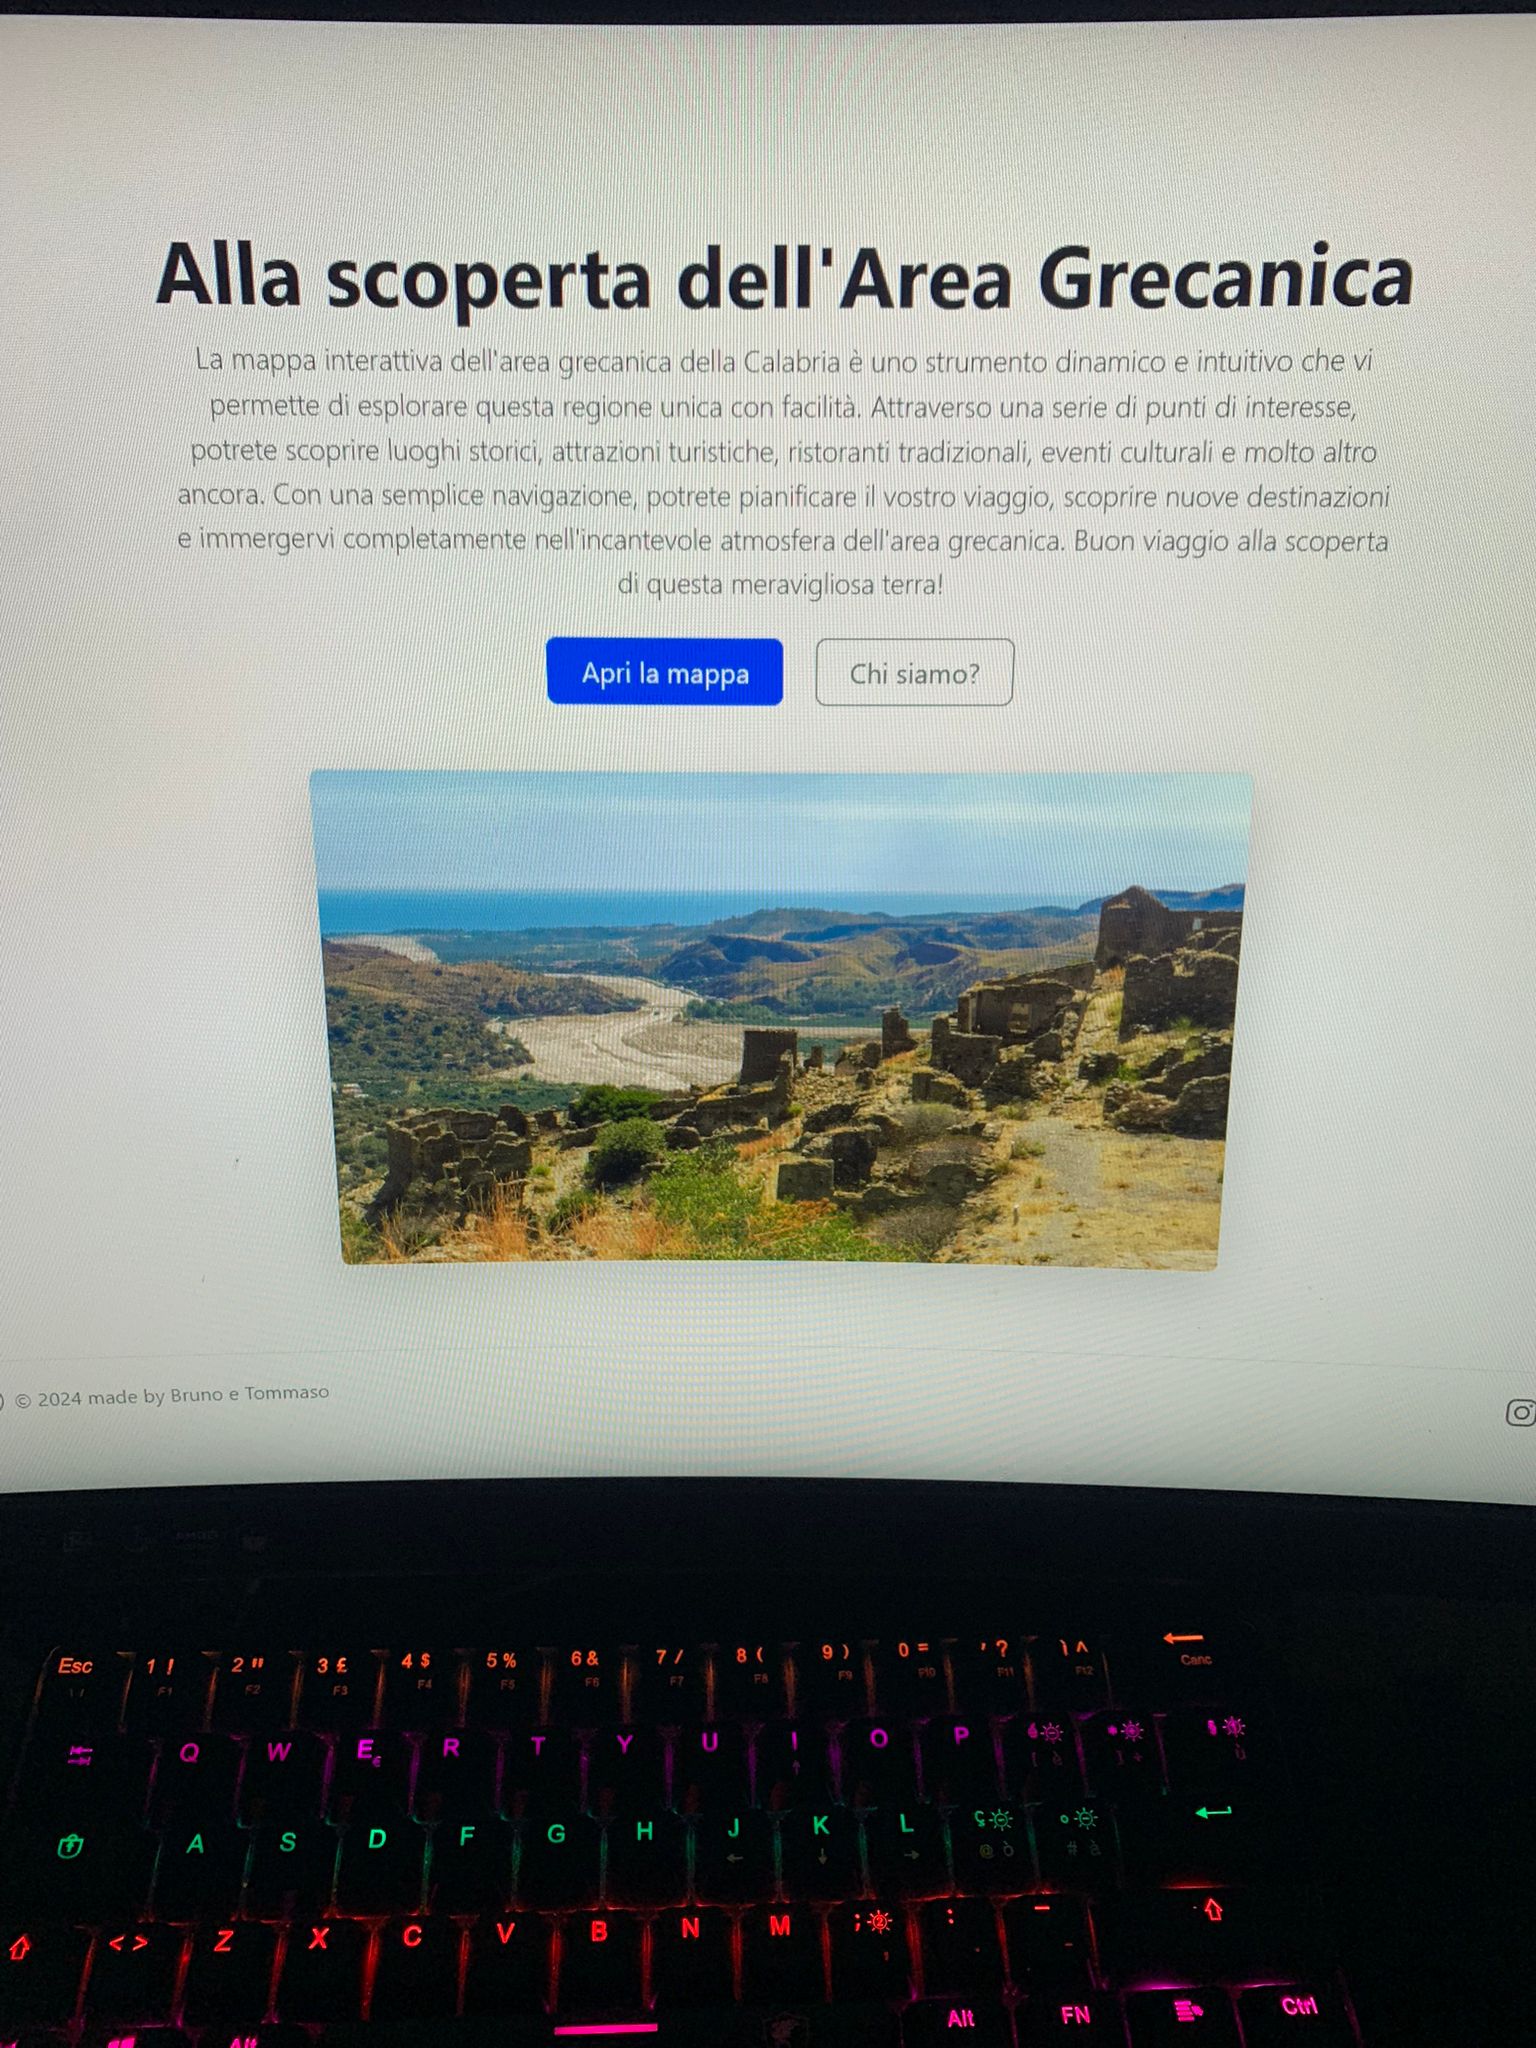 Alla scoperta dell'Area Grecanica
La mappa interattiva dell'area grecanica della Calabria è uno strumento dinamico e intuitivo che vi
permette di esplorare questa regione unica con facilità. Attraverso una serie di punti di interesse,
potrete scoprire luoghi storici, attrazioni turistiche, ristoranti tradizionali, eventi culturali e molto altro
ancora. Con una semplice navigazione, potrete pianificare il vostro viaggio, scoprire nuove destinazioni
e immergervi completamente nell'incantevole atmosfera dell'area grecanica. Buon viaggio alla scoperta
di questa meravigliosa terra!
Apri la mappa Chi siamo?
© 2024 made by Bruno e Tommaso
Esc 1 ! 2 " 3 £ 4 $ 5 % 6 & 7 / 8 ( 9 ) 0 = ' ? ì ^
F1 F2 F3 F4 F5 F6 F7 F8 F9 F10 F11 F12 Canc
Q W E € R T Y U I O P é * §
[ è ] + ù
A S D F G H J K L ç °
@ ò # à
< > Z X C V B N M ; : _
, . -
Alt Alt FN Ctrl